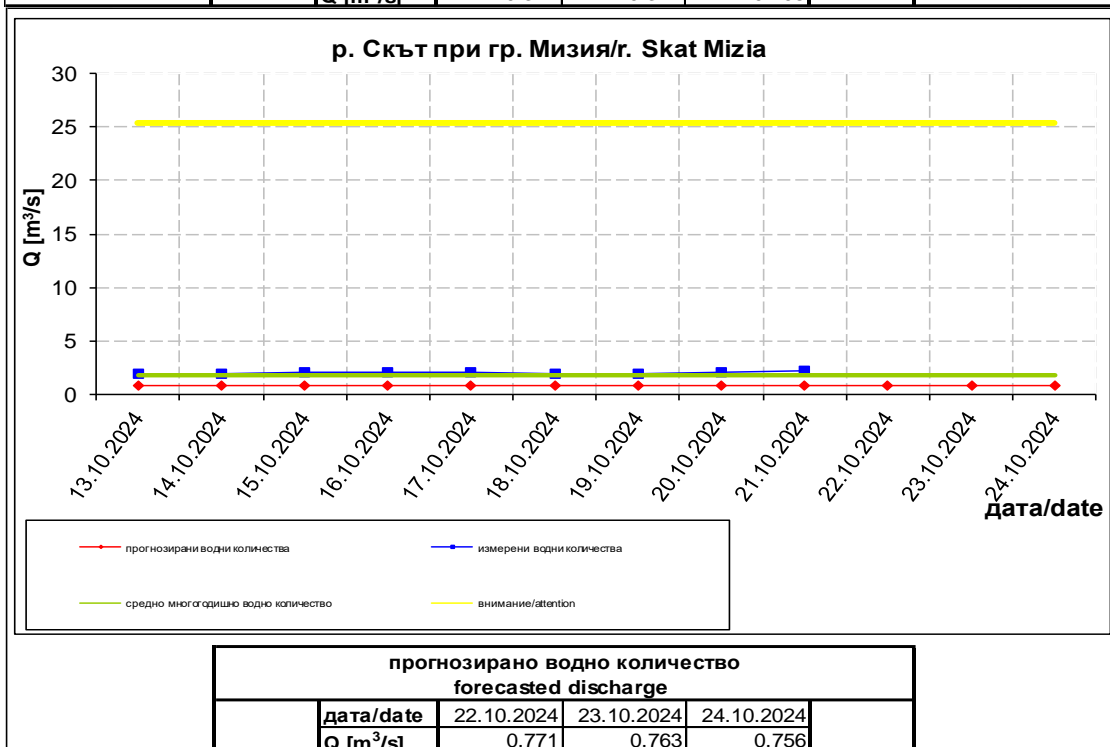 р. Скът при гр. Мизия/r. Skat Mizia
30
25
20
15
10
5
0
Q [m³/s]
13.10.2024
14.10.2024
15.10.2024
16.10.2024
17.10.2024
18.10.2024
19.10.2024
20.10.2024
21.10.2024
22.10.2024
23.10.2024
24.10.2024
дата/date
прогнозирани водни количества
измерени водни количества
средно многогодишно водно количество
внимание/attention
прогнозирано водно количество
forecasted discharge
дата/date 22.10.2024 23.10.2024 24.10.2024
Q [m³/s] 0.771 0.763 0.756